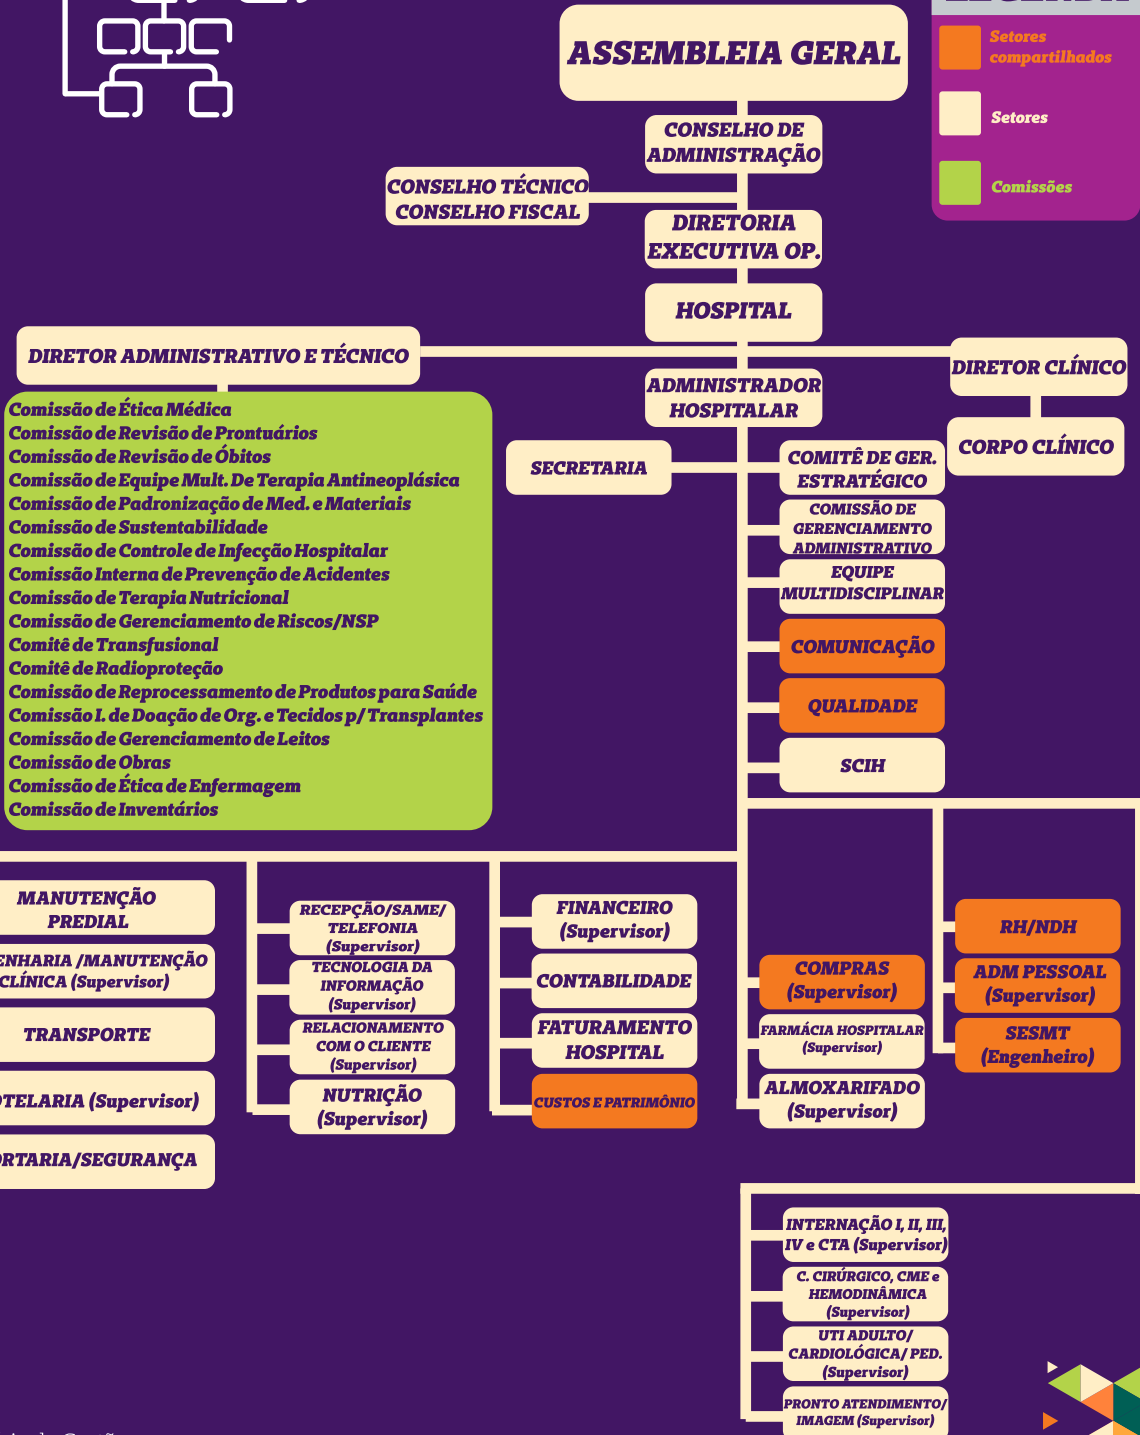 ASSEMBLEIA GERAL
Setores
compartilhados
Setores
Comissões
CONSELHO DE
ADMINISTRAÇÃO
CONSELHO TÉCNICO
CONSELHO FISCAL
DIRETORIA
EXECUTIVA OP.
HOSPITAL
DIRETOR ADMINISTRATIVO E TÉCNICO
DIRETOR CLÍNICO
ADMINISTRADOR
HOSPITALAR
CORPO CLÍNICO
Comissão de Ética Médica
Comissão de Revisão de Prontuários
Comissão de Revisão de Óbitos
Comissão de Equipe Mult. De Terapia Antineoplásica
Comissão de Padronização de Med. e Materiais
Comissão de Sustentabilidade
Comissão de Controle de Infecção Hospitalar
Comissão Interna de Prevenção de Acidentes
Comissão de Terapia Nutricional
Comissão de Gerenciamento de Riscos/NSP
Comitê de Transfusional
Comitê de Radioproteção
Comissão de Reprocessamento de Produtos para Saúde
Comissão I. de Doação de Org. e Tecidos p/ Transplantes
Comissão de Gerenciamento de Leitos
Comissão de Obras
Comissão de Ética de Enfermagem
Comissão de Inventários
SECRETARIA
COMITÊ DE GER.
ESTRATÉGICO
COMISSÃO DE
GERENCIAMENTO
ADMINISTRATIVO
EQUIPE
MULTIDISCIPLINAR
COMUNICAÇÃO
QUALIDADE
SCIH
MANUTENÇÃO
PREDIAL
ENHARIA /MANUTENÇÃO
CLÍNICA (Supervisor)
TRANSPORTE
OTELARIA (Supervisor)
ORTARIA/SEGURANÇA
RECEPÇÃO/SAME/
TELEFONIA
(Supervisor)
TECNOLOGIA DA
INFORMAÇÃO
(Supervisor)
RELACIONAMENTO
COM O CLIENTE
(Supervisor)
NUTRIÇÃO
(Supervisor)
FINANCEIRO
(Supervisor)
CONTABILIDADE
FATURAMENTO
HOSPITAL
CUSTOS E PATRIMÔNIO
COMPRAS
(Supervisor)
FARMÁCIA HOSPITALAR
(Supervisor)
ALMOXARIFADO
(Supervisor)
RH/NDH
ADM PESSOAL
(Supervisor)
SESMT
(Engenheiro)
INTERNAÇÃO I, II, III,
IV e CTA (Supervisor)
C. CIRÚRGICO, CME e
HEMODINÂMICA
(Supervisor)
UTI ADULTO/
CARDIOLÓGICA/ PED.
(Supervisor)
PRONTO ATENDIMENTO/
IMAGEM (Supervisor)